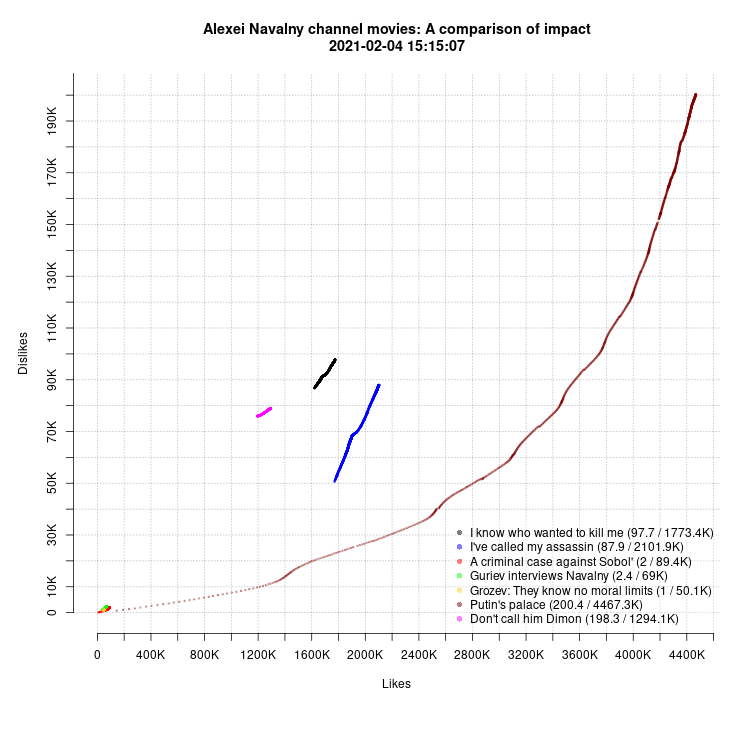 Alexei Navalny channel movies: A comparison of impact
2021-02-04 15:15:07
Dislikes
190K
170K
150K
130K
110K
90K
70K
50K
30K
10K
0
I know who wanted to kill me (97.7 / 1773.4K)
I've called my assassin (87.9 / 2101.9K)
A criminal case against Sobol' (2 / 89.4K)
Guriev interviews Navalny (2.4 / 69K)
Grozev: They know no moral limits (1 / 50.1K)
Putin's palace (200.4 / 4467.3K)
Don't call him Dimon (198.3 / 1294.1K)
0 400K 800K 1200K 1600K 2000K 2400K 2800K 3200K 3600K 4000K 4400K
Likes